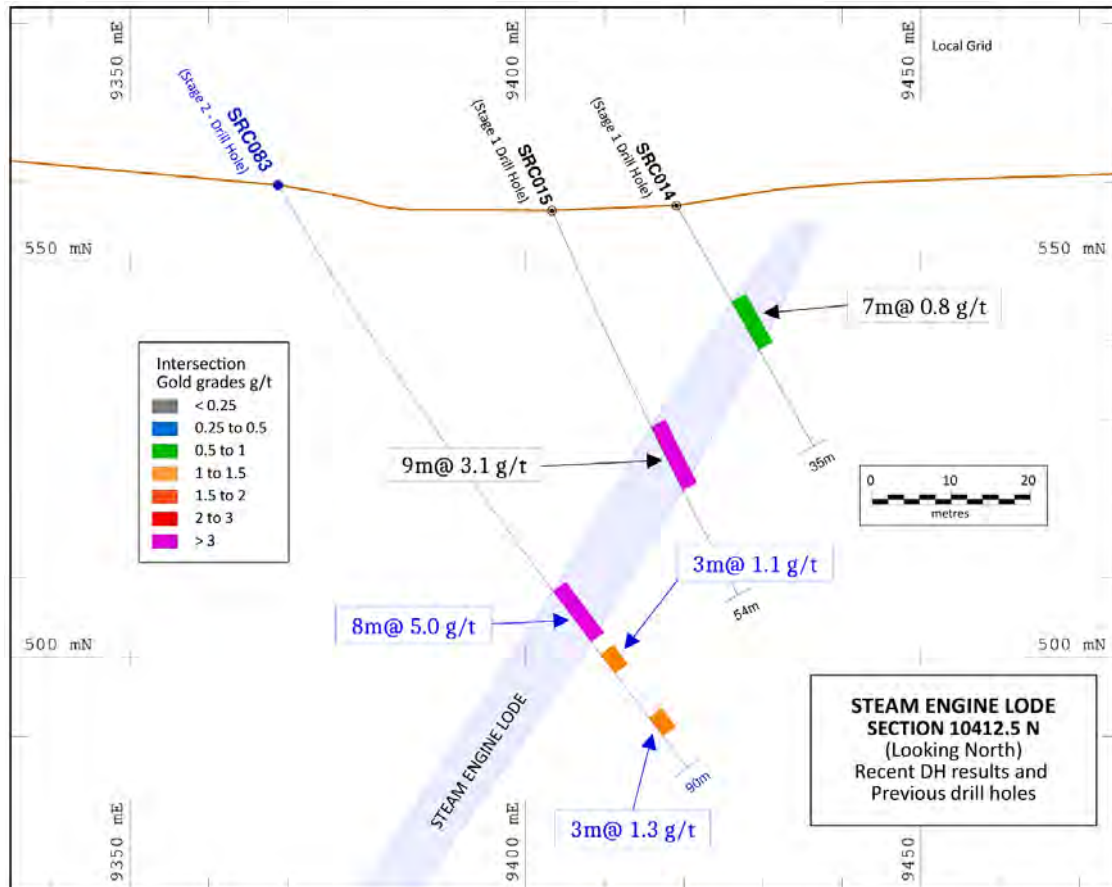 9350 mE
9400 mE
9450 mE
Local Grid
SRC083
(Stage 2 - Drill Hole)
SRC015
(Stage 1 Drill Hole)
SRC014
(Stage 1 Drill Hole)
550 mN
550 mN
7m@ 0.8 g/t
Intersection
Gold grades g/t
< 0.25
0.25 to 0.5
0.5 to 1
1 to 1.5
1.5 to 2
2 to 3
> 3
9m@ 3.1 g/t
35m
0 10 20
metres
3m@ 1.1 g/t
54m
8m@ 5.0 g/t
500 mN
500 mN
STEAM ENGINE LODE
90m
3m@ 1.3 g/t
STEAM ENGINE LODE
SECTION 10412.5 N
(Looking North)
Recent DH results and
Previous drill holes
9350 mE
9400 mE
9450 mE